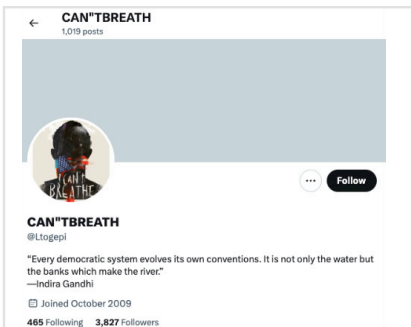 CAN"TBREATH
1,019 posts
I CAN'T
BREATHE
Follow
CAN"TBREATH
@Ltogepi
"Every democratic system evolves its own conventions. It is not only the water but
the banks which make the river."
—Indira Gandhi
Joined October 2009
465 Following 3,827 Followers